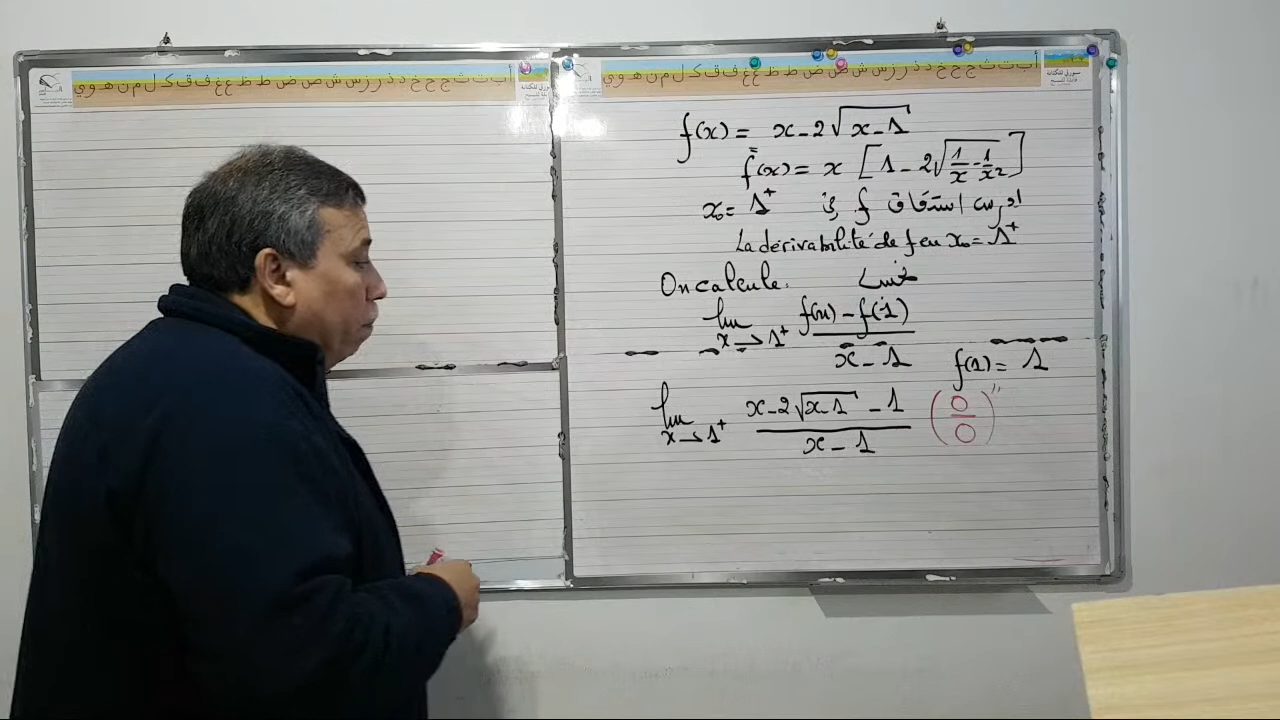 أ ب ت ث ج ح خ د ذ ر ز س ش ص ض ط ظ ع غ ف ق ك ل م ن ه و ي
أ ب ت ث ج ح خ د ذ ر ز س ش ص ض ط ظ ع غ ف ق ك ل م ن ه و ي
f(x) = x - 2√(x - 1)
f(x) = x [1 - 2√(1/x - 1/x²)]
ادرس اشتقاق f في x₀ = 1⁺
La dérivabilité de f en x₀ = 1⁺
On calcule. نحسب
lim x→1⁺ (f(x) - f(1))/(x - 1)
f(1) = 1
lim x→1⁺ (x - 2√(x - 1) - 1)/(x - 1) (0/0)"